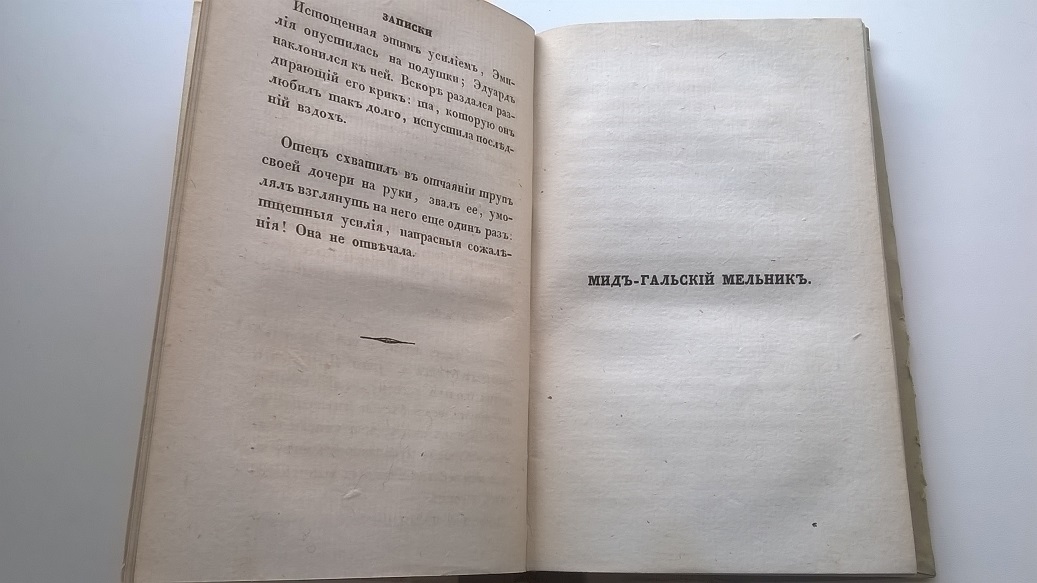 ЗАПИСКИ
Истощенная этимъ усиліемъ, Эми-
лія опустилась на подушки; Эдуардъ
наклонился къ ней. Вскорѣ раздался раз-
дирающій его крикъ: та, которую онъ
любилъ такъ долго, испустила послѣд-
ній вздохъ.
Отецъ схватилъ въ отчаяніи трупъ
своей дочери на руки, звалъ ее, умо-
лялъ взглянуть на него еще одинъ разъ:
тщетныя усилія, напрасныя сожалѣ-
нія! Она не отвѣчала.
МИДЪ-ГАЛЬСКІЙ МЕЛЬНИКЪ.